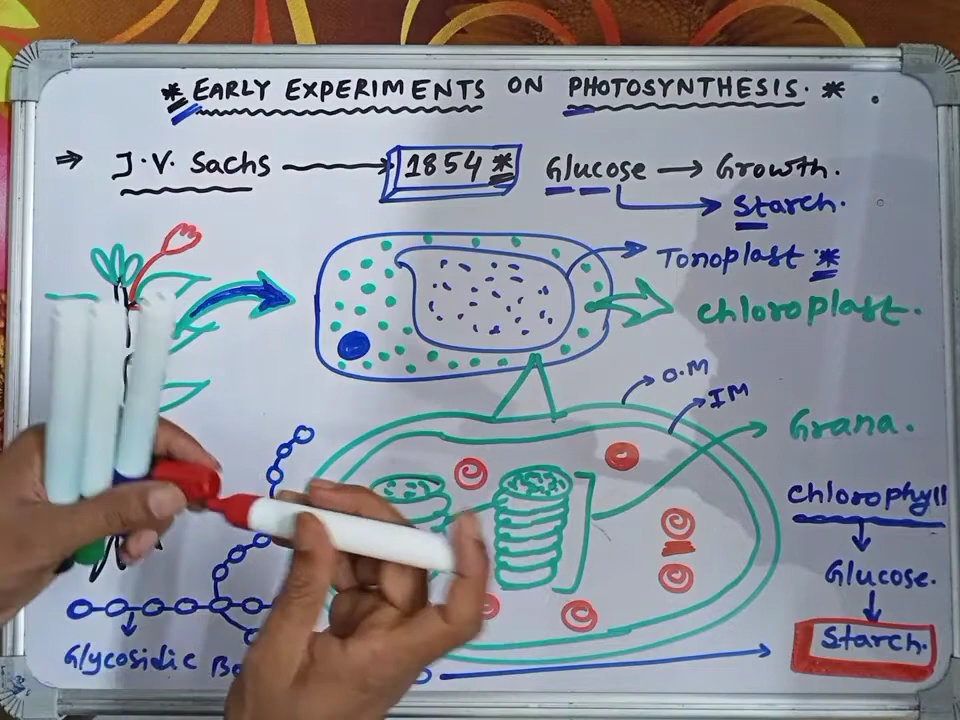 * EARLY EXPERIMENTS ON PHOTOSYNTHESIS. *
⇒ J.V. Sachs → 1854 * Glucose → Growth.
→ Starch.
Tonoplast *
Chloroplast.
O.M
IM
Grana.
Chlorophyll
Glucose.
Starch.
Glycosidic